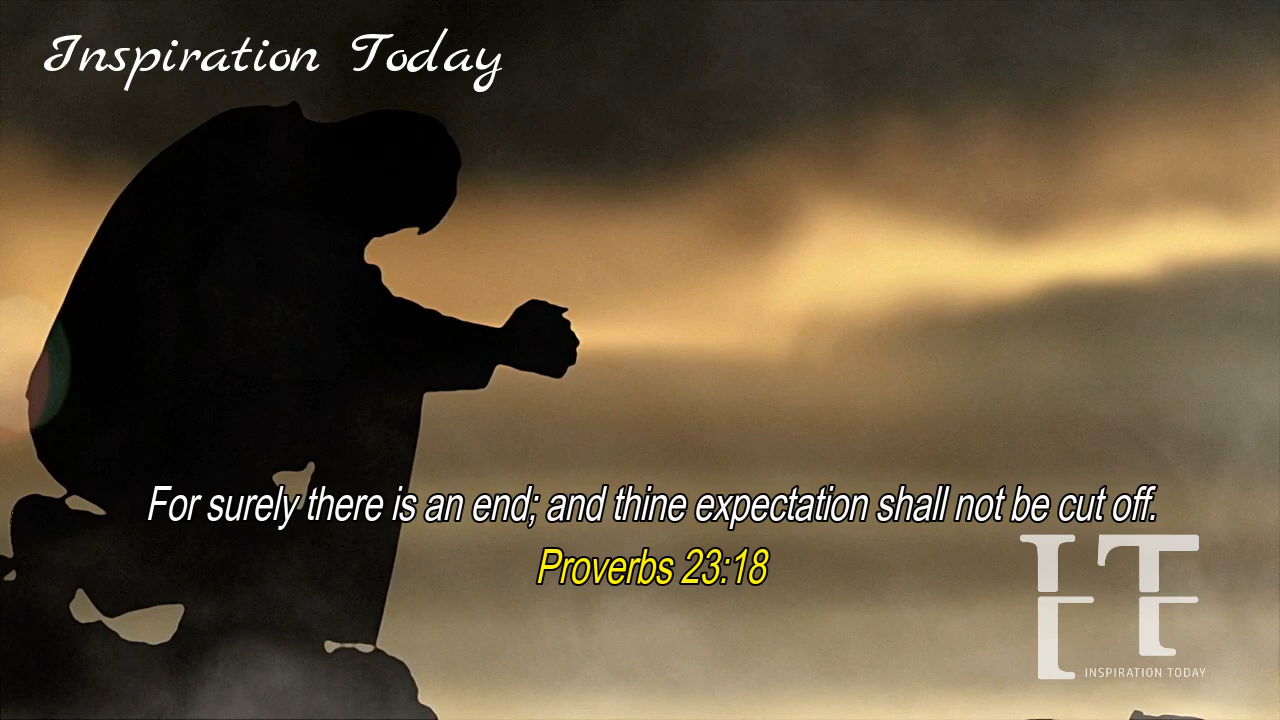 Inspiration Today
For surely there is an end; and thine expectation shall not be cut off.
Proverbs 23:18
IT
INSPIRATION TODAY